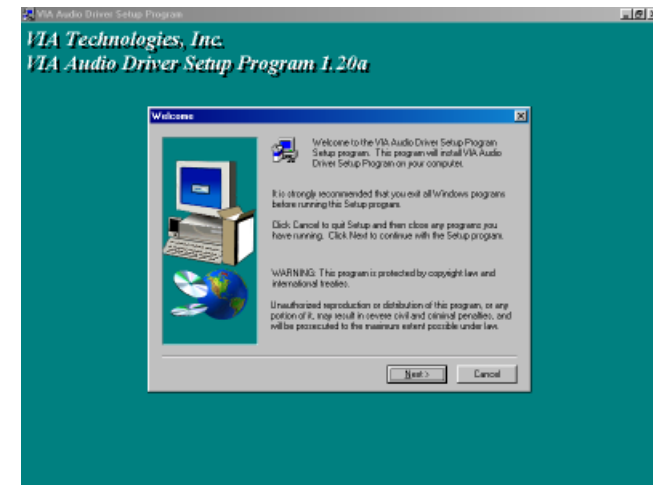 VIA Audio Driver Setup Program
VIA Technologies, Inc.
VIA Audio Driver Setup Program 1.20a
Welcome
Welcome to the VIA Audio Driver Setup Program
Setup program. This program will install VIA Audio
Driver Setup Program on your computer.
It is strongly recommended that you exit all Windows programs
before running this Setup program.
Click Cancel to quit Setup and then close any programs you
have running. Click Next to continue with the Setup program.
WARNING: This program is protected by copyright law and
international treaties.
Unauthorized reproduction or distribution of this program, or any
portion of it, may result in severe civil and criminal penalties, and
will be prosecuted to the maximum extent possible under law.
Next >
Cancel